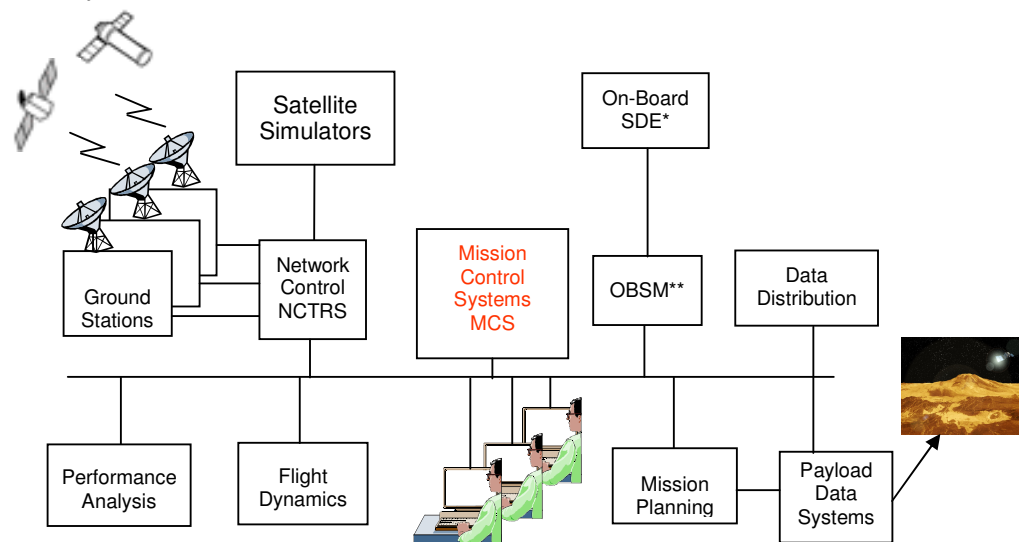 Satellite
Simulators
On-Board
SDE*
Ground
Stations
Network
Control
NCTRS
Mission
Control
Systems
MCS
OBSM**
Data
Distribution
Performance
Analysis
Flight
Dynamics
Mission
Planning
Payload
Data
Systems